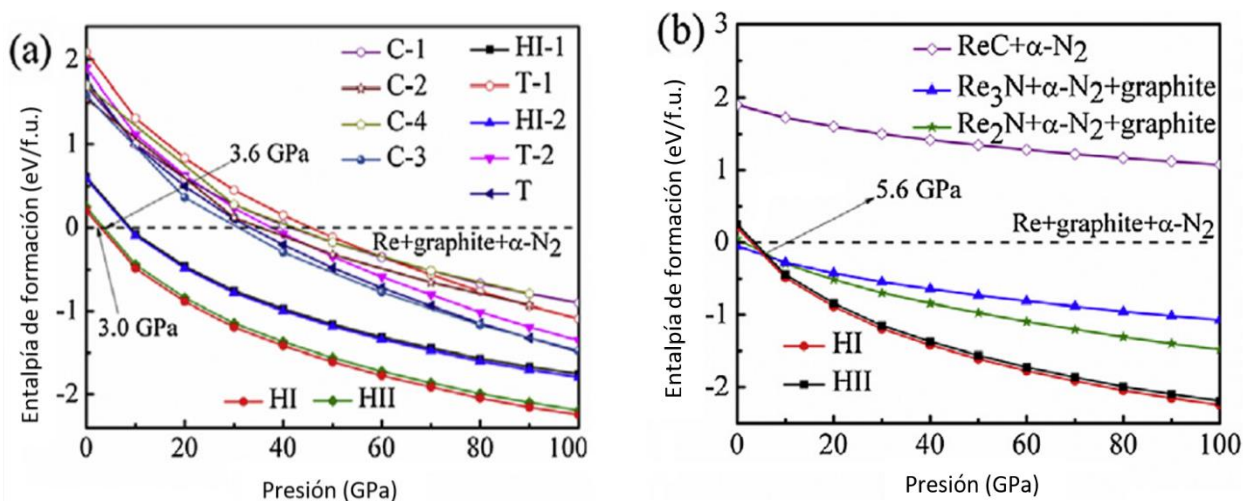 (a)
Entalpía de formación (eV/f.u.)
2
1
0
-1
-2
C-1
C-2
C-4
C-3
HI-1
T-1
HI-2
T-2
T
3.6 GPa
Re+graphite+α-N₂
3.0 GPa
HI
HII
0 20 40 60 80 100
Presión (GPa)
(b)
Entalpía de formación (eV/f.u.)
3
2
1
0
-1
-2
ReC+α-N₂
Re₃N+α-N₂+graphite
Re₂N+α-N₂+graphite
5.6 GPa
Re+graphite+α-N₂
HI
HII
0 20 40 60 80 100
Presión (GPa)